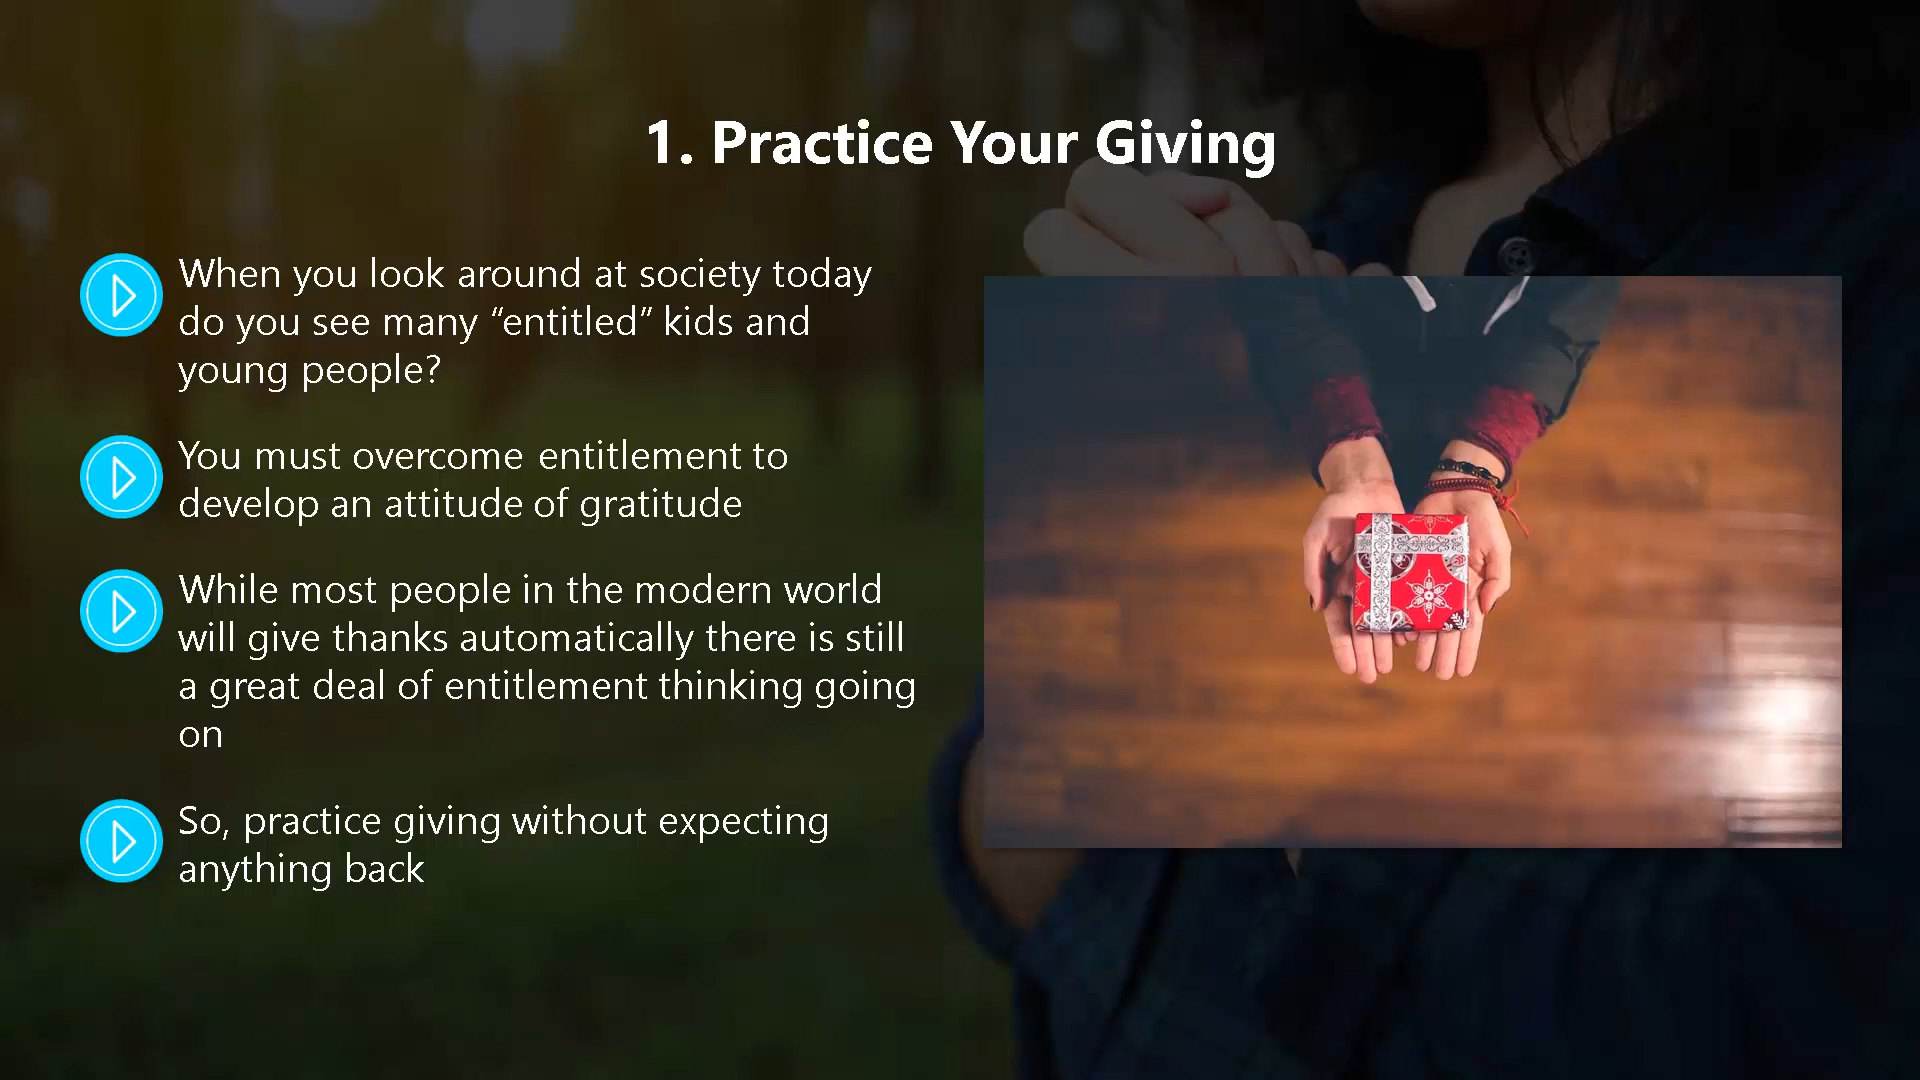 1. Practice Your Giving
When you look around at society today
do you see many “entitled” kids and
young people?
You must overcome entitlement to
develop an attitude of gratitude
While most people in the modern world
will give thanks automatically there is still
a great deal of entitlement thinking going
on
So, practice giving without expecting
anything back